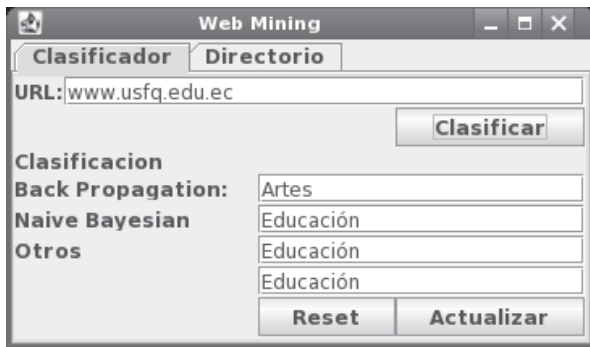 Web Mining
Clasificador Directorio
URL: www.usfq.edu.ec
Clasificar
Clasificacion
Back Propagation: Artes
Naive Bayesian Educación
Otros Educación
Educación
Reset Actualizar